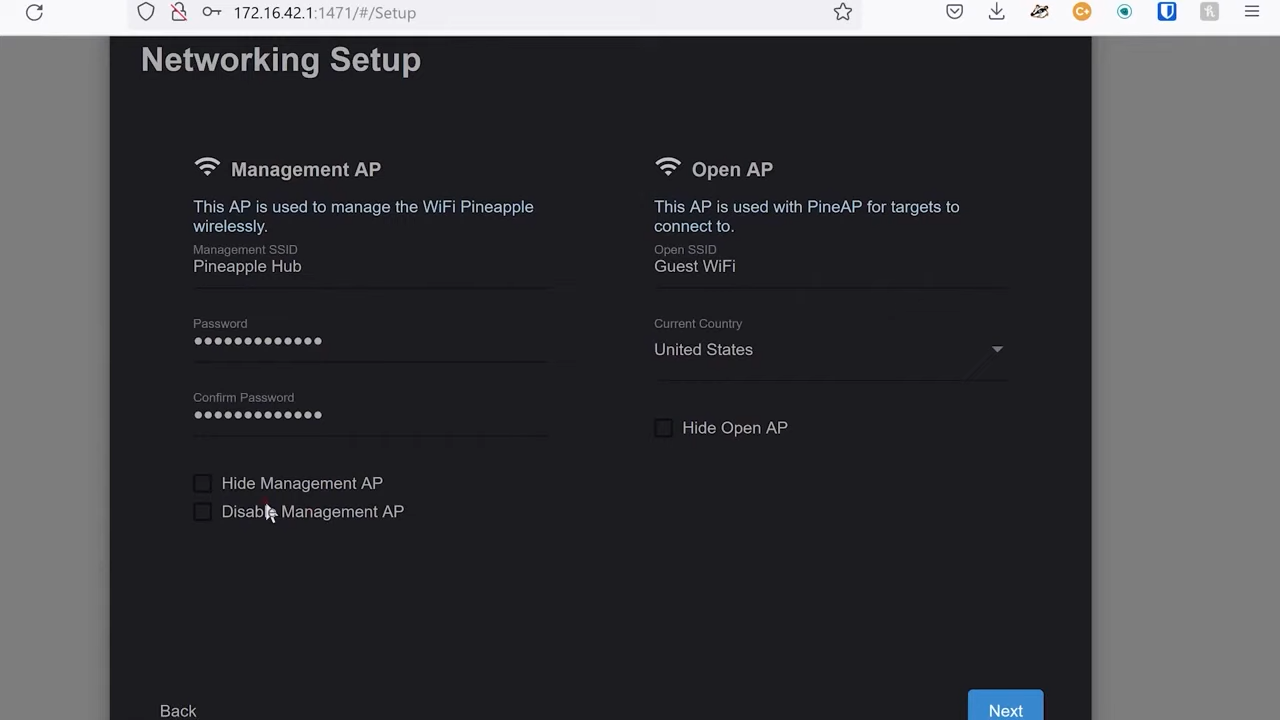 172.16.42.1:1471/#/Setup
Networking Setup
Management AP
This AP is used to manage the WiFi Pineapple
wirelessly.
Management SSID
Pineapple Hub
Password
●●●●●●●●●●●●●
Confirm Password
●●●●●●●●●●●●●
Hide Management AP
Disable Management AP
Open AP
This AP is used with PineAP for targets to
connect to.
Open SSID
Guest WiFi
Current Country
United States
Hide Open AP
Back
Next